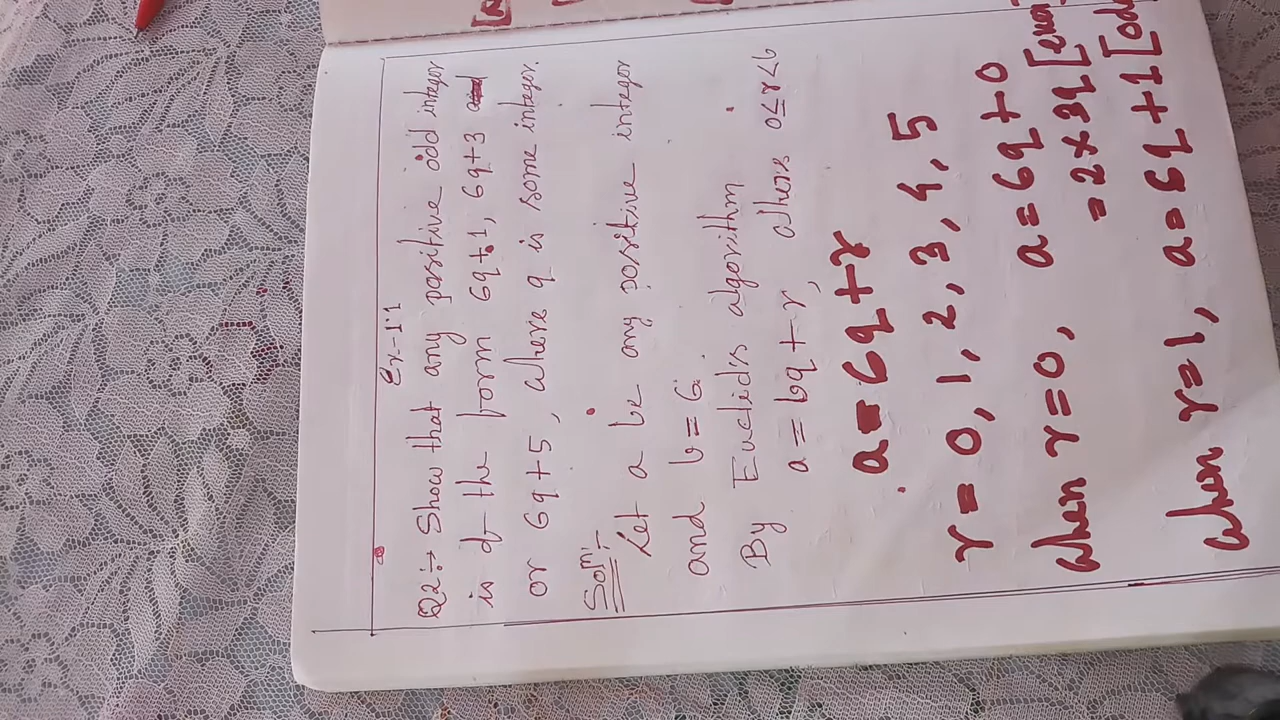 Ex-1.1
Q2:→ Show that any positive odd integer
is of the form 6q+1, 6q+3
or 6q+5, where q is some integer.
Som:-
Let a be any positive integer
and b=6.
By Euclid's algorithm
a=bq+r, where 0≤r<b
a=6q+r
r=0,1,2,3,4,5
When r=0, a=6q+0
=2×3q[even
When r=1, a=6q+1[odd